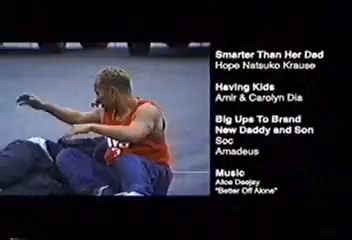 Smarter Than Her Dad
Hope Natsuko Krause
Having Kids
Amir & Carolyn Dia
Big Ups To Brand
New Daddy and Son
Soc
Amadeus
Music
Alice Deejay
"Better Off Alone"